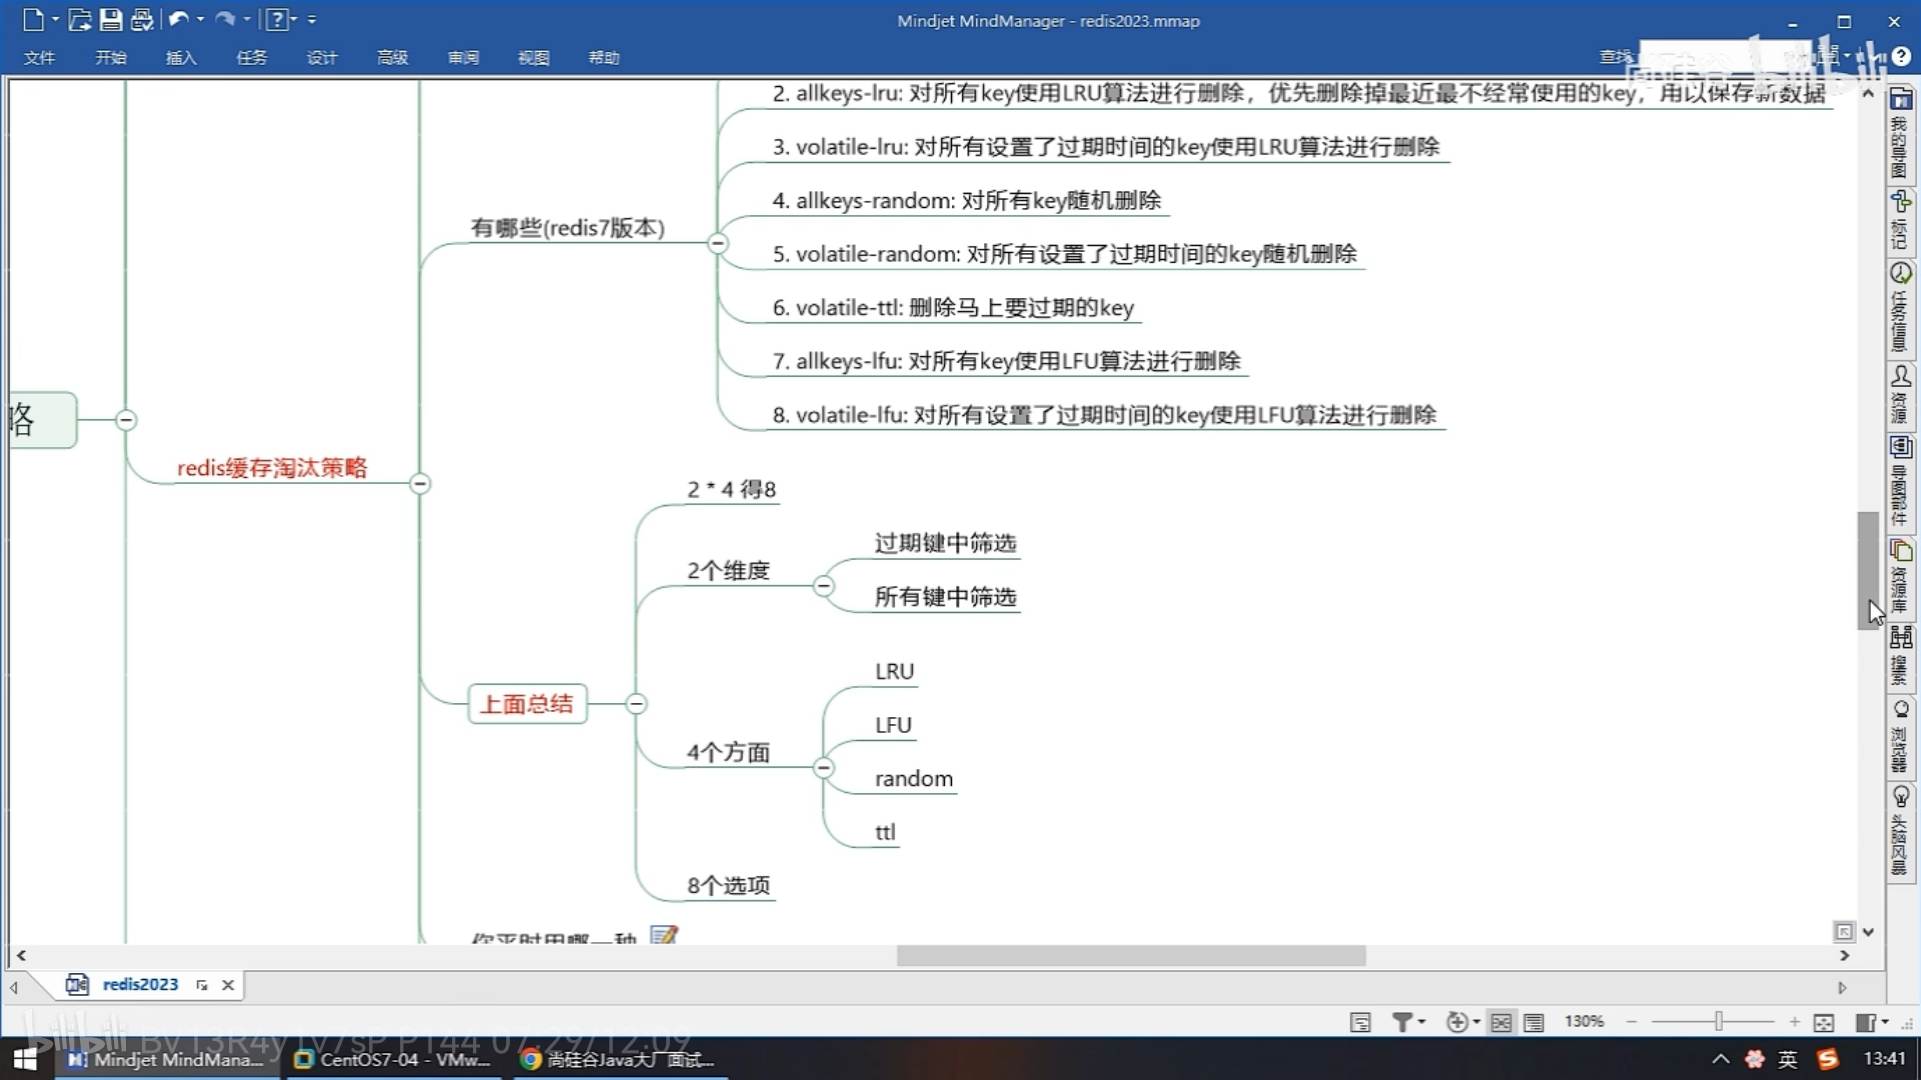 Mindjet MindManager - redis2023.mmap
文件 开始 插入 任务 设计 高级 审阅 视图 帮助
查找
bilibili
2. allkeys-lru: 对所有key使用LRU算法进行删除，优先删除掉最近最不经常使用的key，用以保存新数据
3. volatile-lru: 对所有设置了过期时间的key使用LRU算法进行删除
4. allkeys-random: 对所有key随机删除
有哪些(redis7版本)
5. volatile-random: 对所有设置了过期时间的key随机删除
6. volatile-ttl: 删除马上要过期的key
7. allkeys-lfu: 对所有key使用LFU算法进行删除
8. volatile-lfu: 对所有设置了过期时间的key使用LFU算法进行删除
略
redis缓存淘汰策略
2 * 4 得8
过期键中筛选
2个维度
所有键中筛选
LRU
上面总结
LFU
4个方面
random
ttl
8个选项
你平时用哪一种
我的导图
标记
任务信息
资源
导图部件
资源库
搜索
浏览器
头脑风暴
redis2023
130%
bilibili BV13R4y1v7sP P144 07:29/12:09
Mindjet MindMana...
CentOS7-04 - VMw...
尚硅谷Java大厂面试...
英
13:41